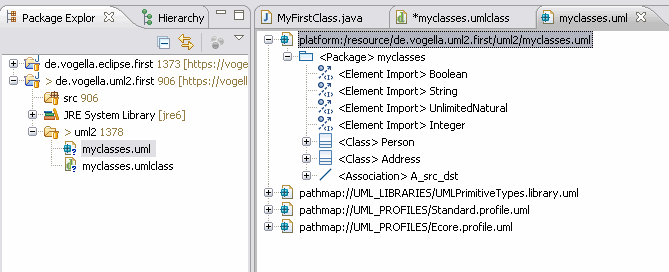 Package Explor
Hierarchy
de.vogella.eclipse.first 1373 [https://vogell
> de.vogella.uml2.first 906 [https://vogella
src 906
JRE System Library [jre6]
> uml2 1378
myclasses.uml
myclasses.umlclass
MyFirstClass.java
*myclasses.umlclass
myclasses.uml
platform:/resource/de.vogella.uml2.first/uml2/myclasses.uml
<Package> myclasses
<Element Import> Boolean
<Element Import> String
<Element Import> UnlimitedNatural
<Element Import> Integer
<Class> Person
<Class> Address
<Association> A_src_dst
pathmap://UML_LIBRARIES/UMLPrimitiveTypes.library.uml
pathmap://UML_PROFILES/Standard.profile.uml
pathmap://UML_PROFILES/Ecore.profile.uml